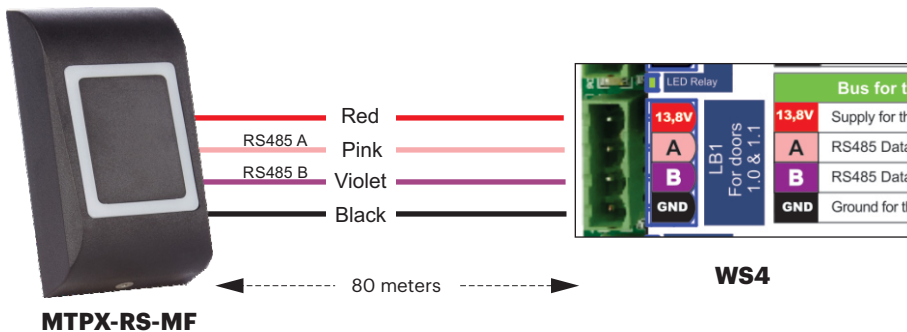 LED Relay
Bus for t
Red
13,8V
13,8V
Supply for th
RS485 A
Pink
A
A
RS485 Data
RS485 B
Violet
B
B
RS485 Data
Black
GND
GND
Ground for th
LB1
For doors
1.0 & 1.1
80 meters
WS4
MTPX-RS-MF